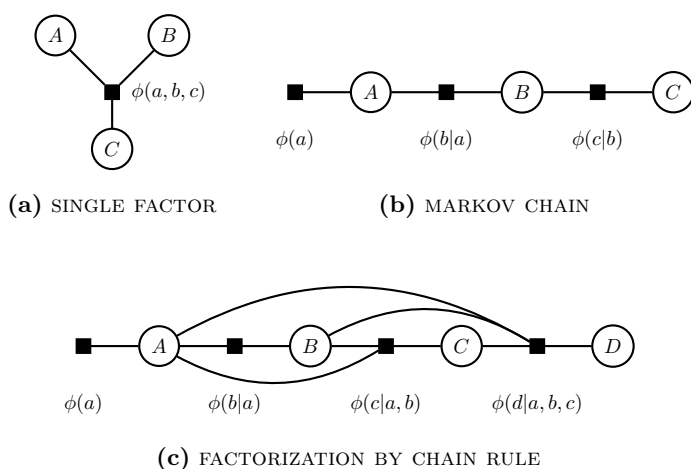 A B
ϕ(a, b, c)
C
A B C
ϕ(a) ϕ(b|a) ϕ(c|b)
(a) SINGLE FACTOR
(b) MARKOV CHAIN
A B C D
ϕ(a) ϕ(b|a) ϕ(c|a, b) ϕ(d|a, b, c)
(c) FACTORIZATION BY CHAIN RULE